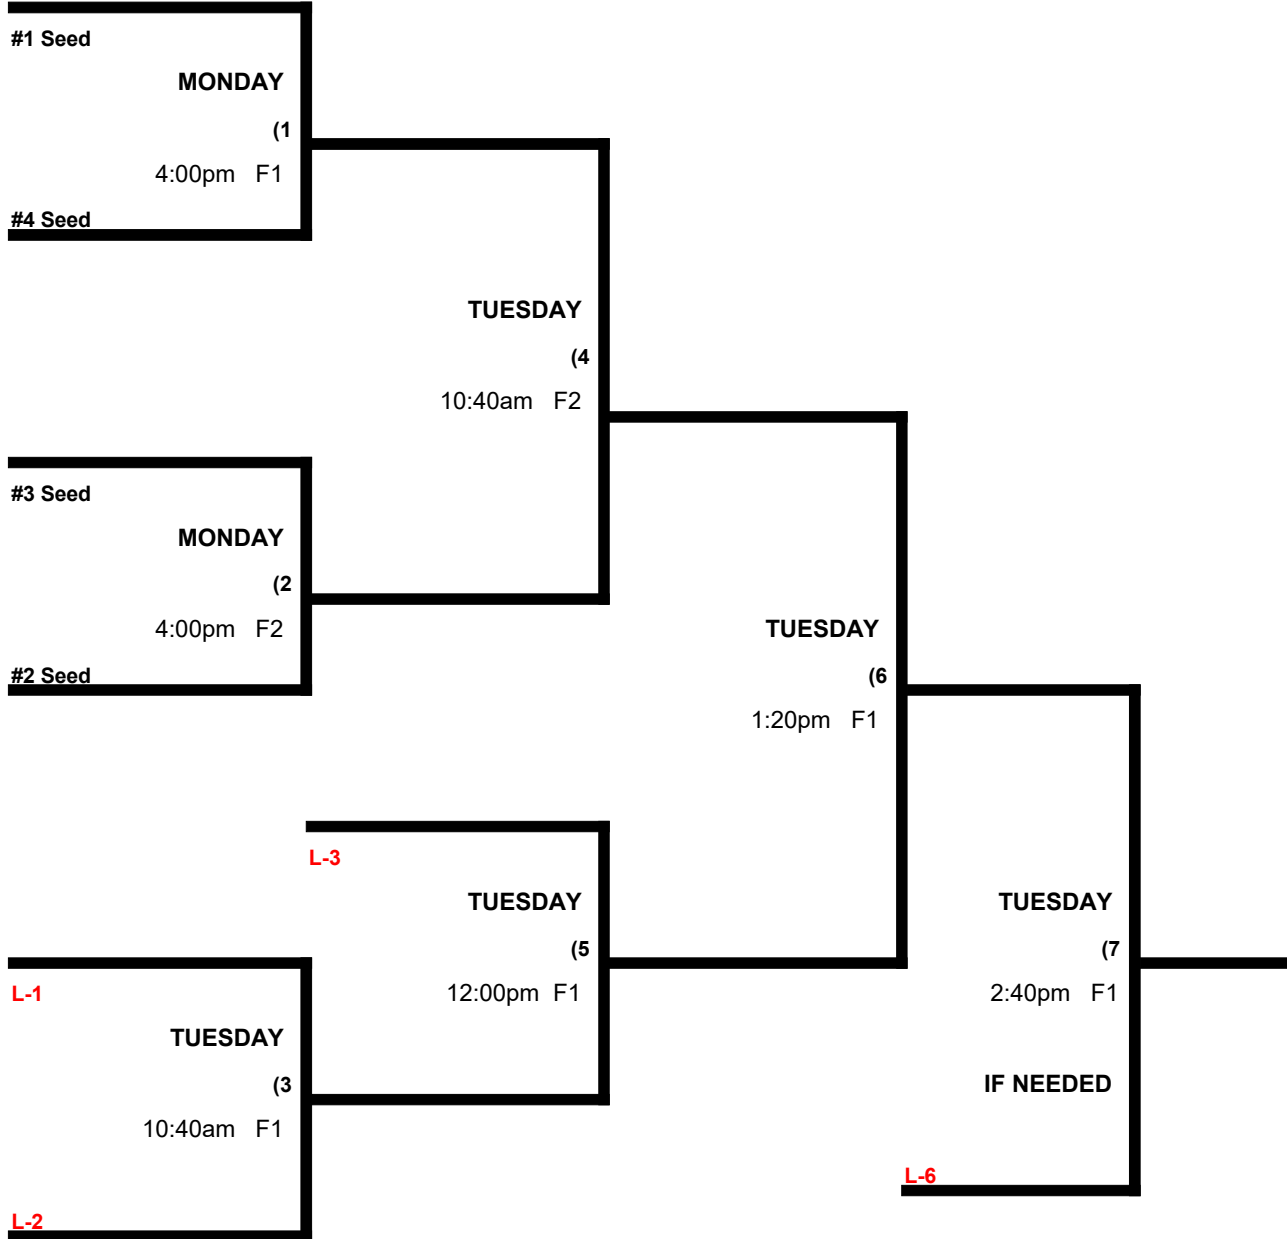 #1 Seed
MONDAY
(1
4:00pm F1
#4 Seed
TUESDAY
(4
10:40am F2
#3 Seed
MONDAY
(2
4:00pm F2
#2 Seed
TUESDAY
(6
1:20pm F1
L-3
TUESDAY
(5
12:00pm F1
TUESDAY
(7
2:40pm F1
IF NEEDED
L-6
L-1
TUESDAY
(3
10:40am F1
L-2